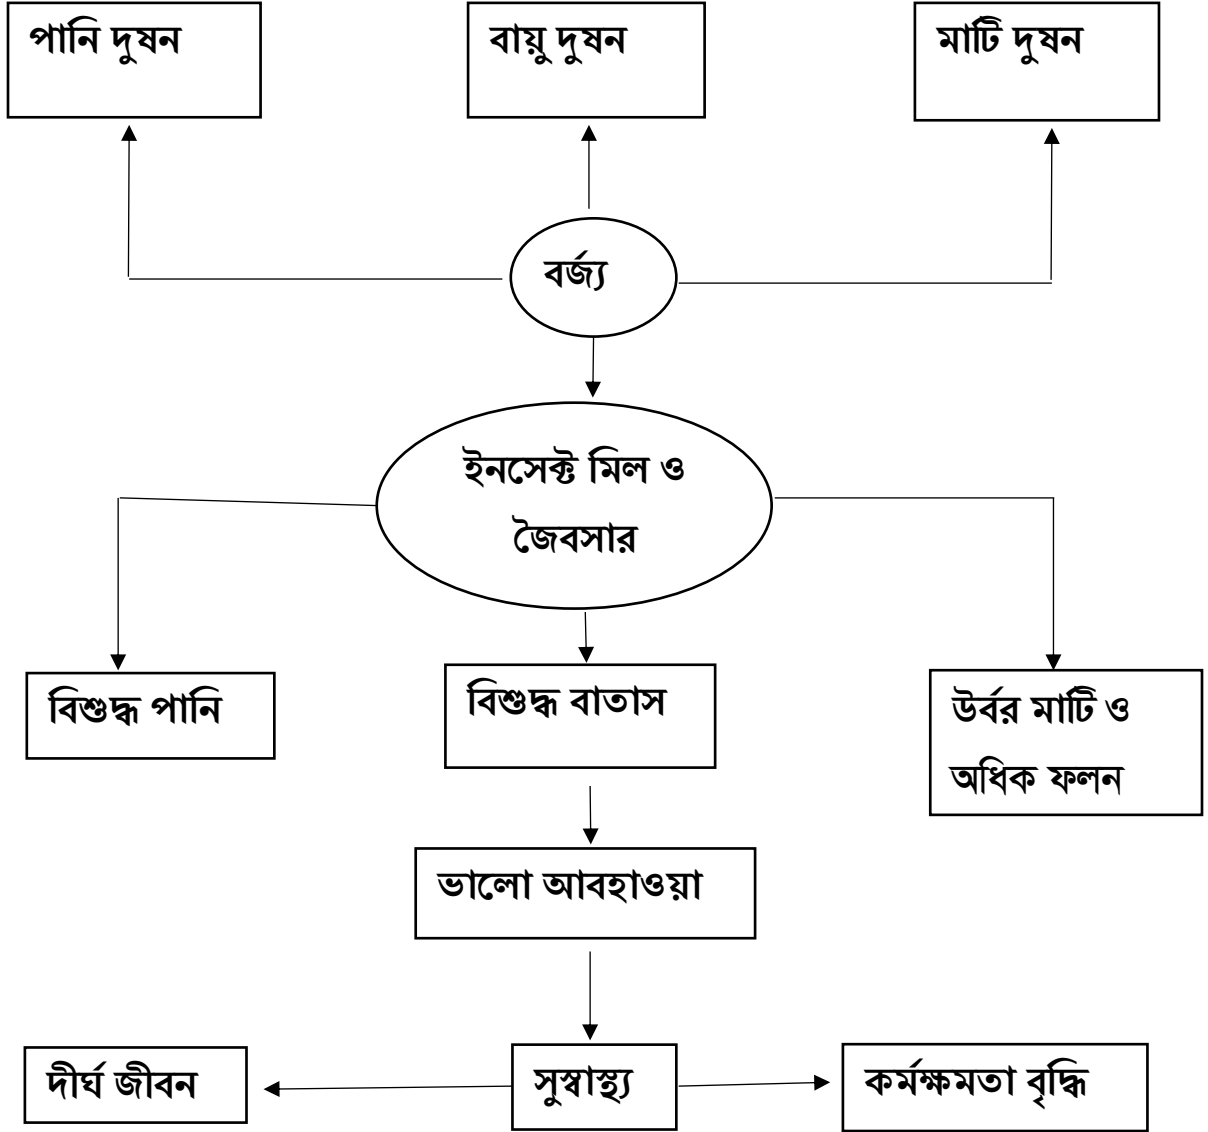 পানি দুষন
বায়ু দুষন
মাটি দুষন
বর্জ্য
ইনসেক্ট মিল ও
জৈবসার
বিশুদ্ধ পানি
বিশুদ্ধ বাতাস
উর্বর মাটি ও
অধিক ফলন
ভালো আবহাওয়া
দীর্ঘ জীবন
সুস্বাস্থ্য
কর্মক্ষমতা বৃদ্ধি